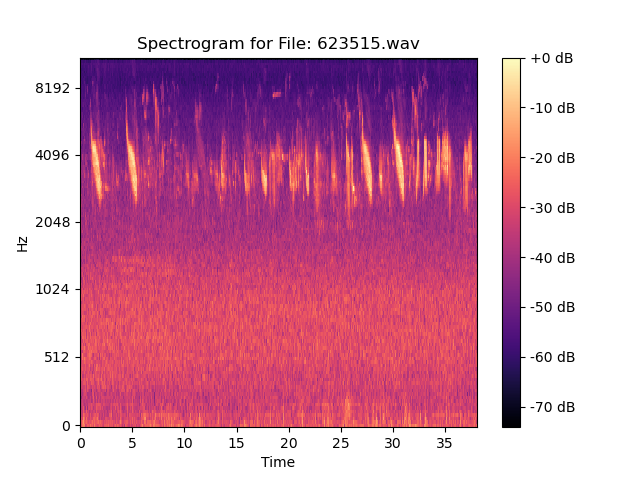 Spectrogram for File: 623515.wav
8192
4096
2048
1024
512
0
Hz
0 5 10 15 20 25 30 35
Time
+0 dB
-10 dB
-20 dB
-30 dB
-40 dB
-50 dB
-60 dB
-70 dB